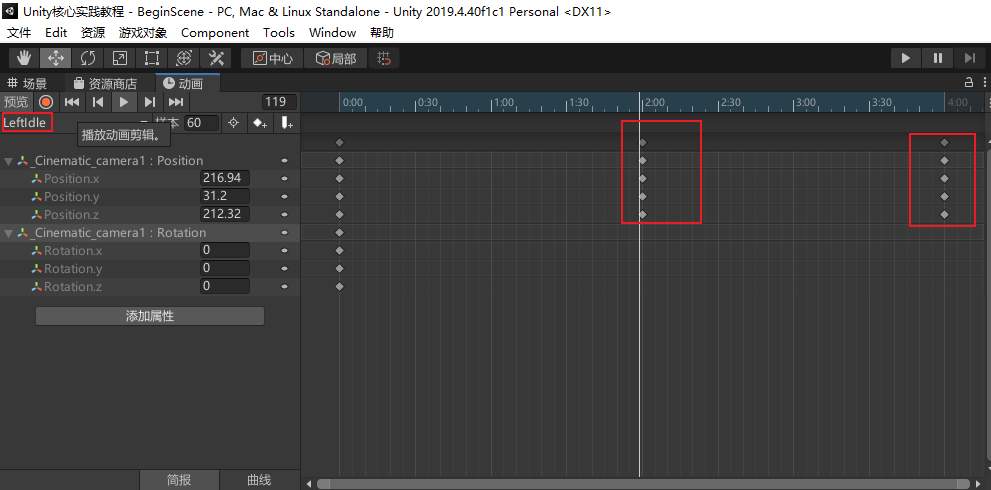 Unity核心实践教程 - BeginScene - PC, Mac & Linux Standalone - Unity 2019.4.40f1c1 Personal <DX11>
文件 Edit 资源 游戏对象 Component Tools Window 帮助
中心 局部
场景 资源商店 动画
预览 119 0:00 0:30 1:00 1:30 2:00 2:30 3:00 3:30 4:00
LeftIdle 样本 60
播放动画剪辑。
_Cinematic_camera1 : Position
Position.x 216.94
Position.y 31.2
Position.z 212.32
_Cinematic_camera1 : Rotation
Rotation.x 0
Rotation.y 0
Rotation.z 0
添加属性
简报 曲线